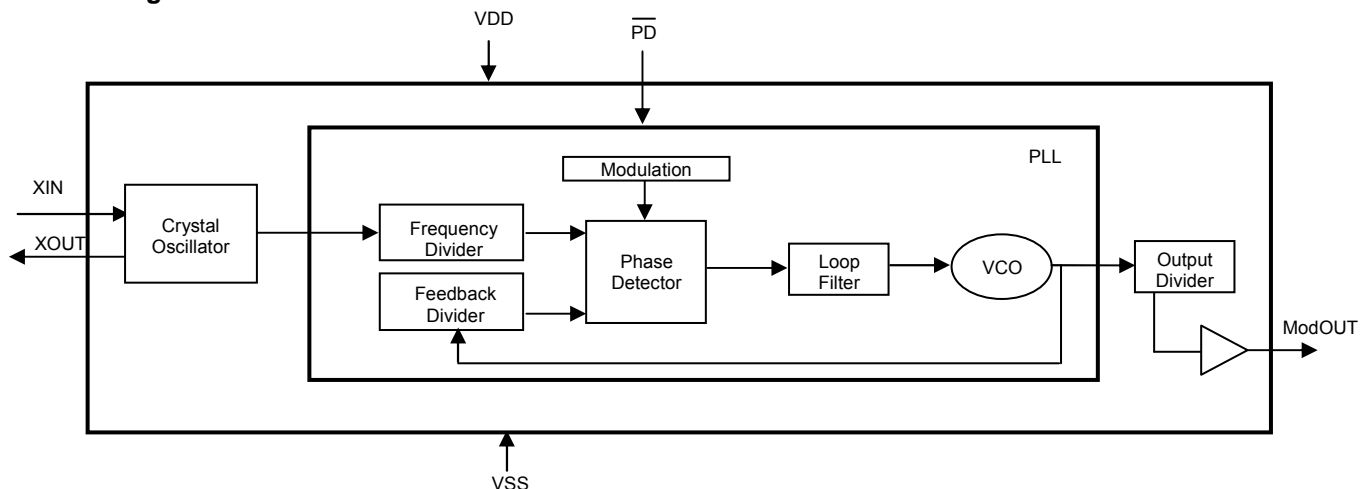 VDD
PD
PLL
Modulation
XIN
XOUT
Crystal
Oscillator
Frequency
Divider
Feedback
Divider
Phase
Detector
Loop
Filter
VCO
Output
Divider
ModOUT
VSS